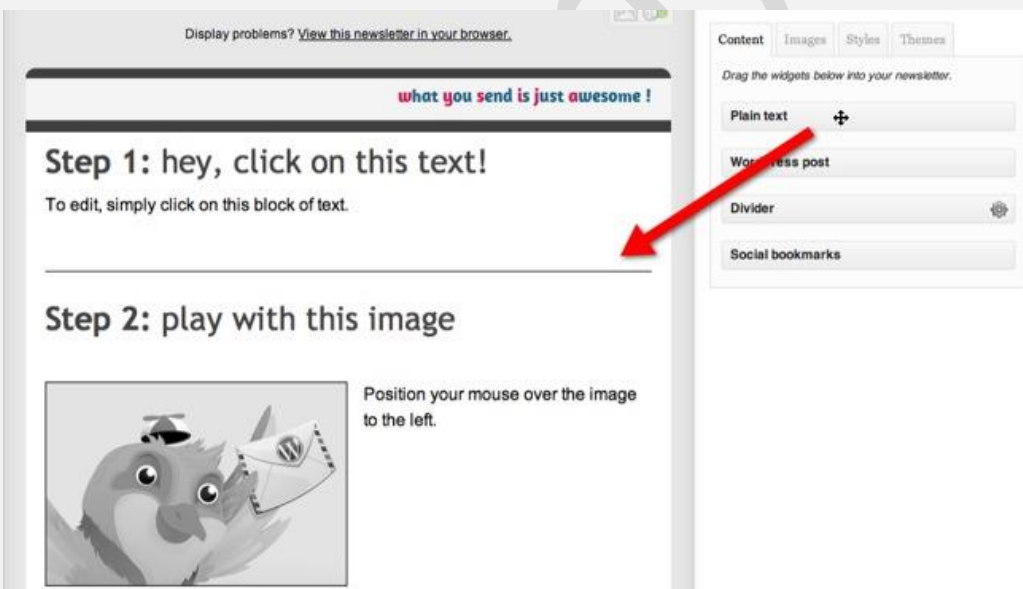 Display problems? View this newsletter in your browser.
what you send is just awesome !
Step 1: hey, click on this text!
To edit, simply click on this block of text.
Step 2: play with this image
Position your mouse over the image
to the left.
Content Images Styles Themes
Drag the widgets below into your newsletter.
Plain text
WordPress post
Divider
Social bookmarks